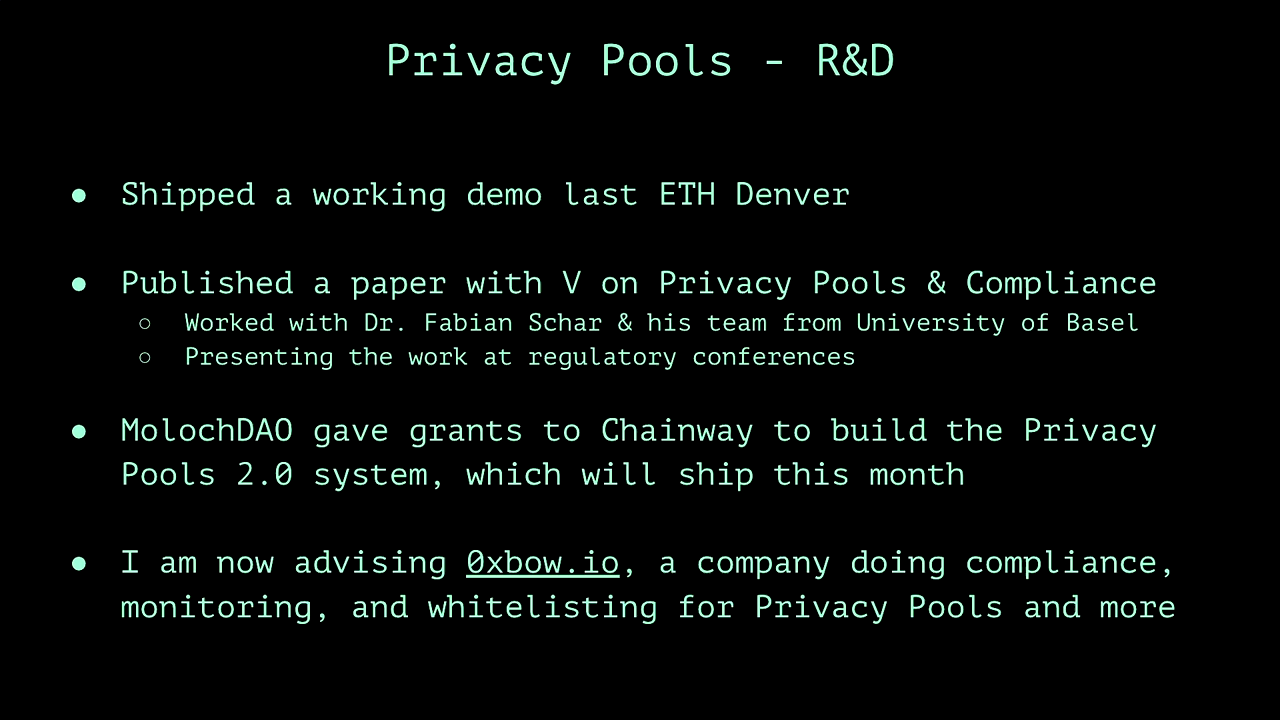 Privacy Pools - R&D
● Shipped a working demo last ETH Denver
● Published a paper with V on Privacy Pools & Compliance
○ Worked with Dr. Fabian Schar & his team from University of Basel
○ Presenting the work at regulatory conferences
● MolochDAO gave grants to Chainway to build the Privacy
Pools 2.0 system, which will ship this month
● I am now advising 0xbow.io, a company doing compliance,
monitoring, and whitelisting for Privacy Pools and more